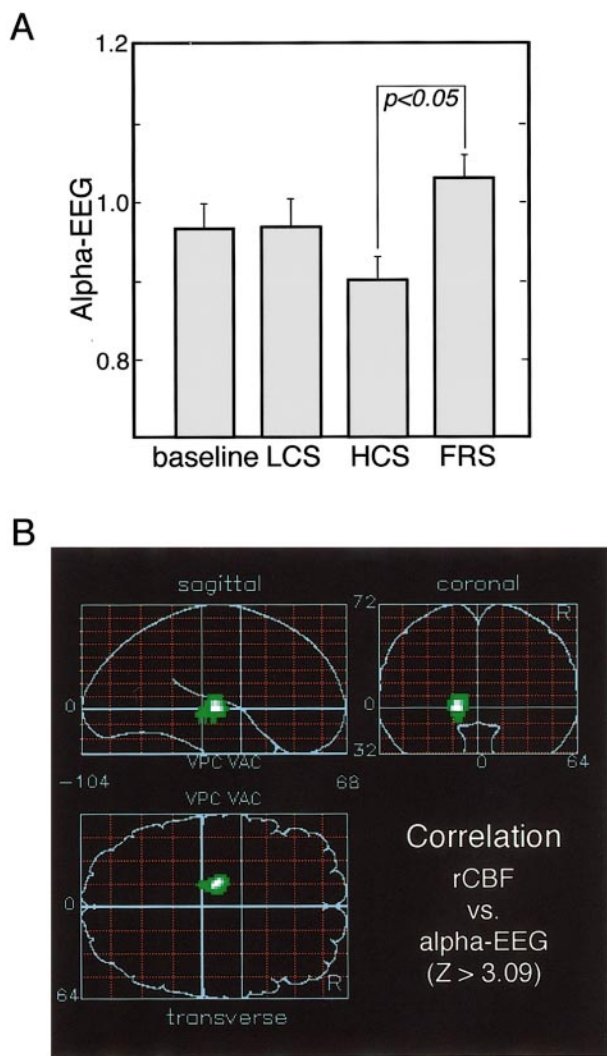 A
1.2
p<0.05
1.0
Alpha-EEG
0.8
baseline LCS HCS FRS
B
sagittal
coronal
72
R
0
0
VPC VAC
32
-104
68
0
64
VPC VAC
0
R
64
transverse
Correlation
rCBF
vs.
alpha-EEG
(Z > 3.09)